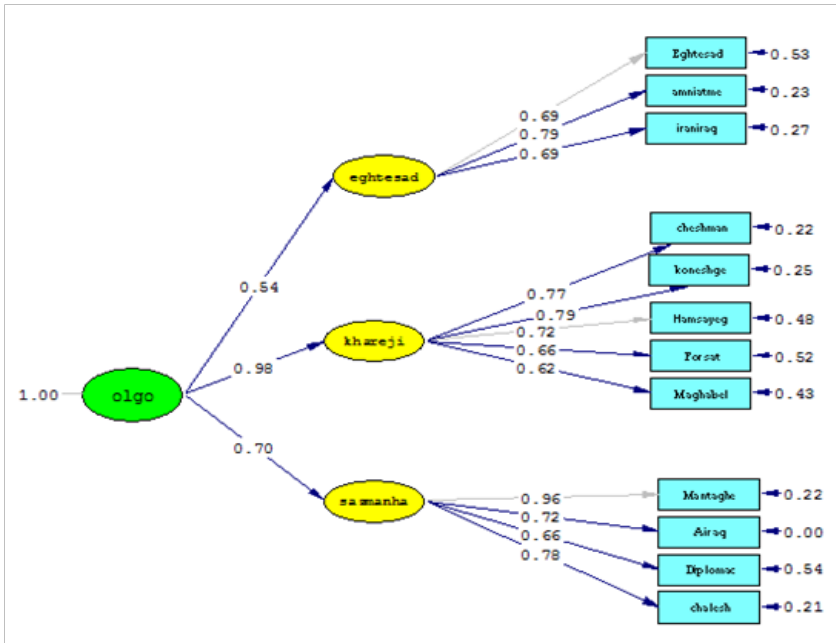 Eghtesad
0.53
amniatme
0.23
iraniraq
0.27
0.69
0.79
0.69
eghtesad
cheshman
0.22
koneshge
0.25
Hamsayeg
0.48
Forsat
0.52
Maghabel
0.43
0.77
0.79
0.72
0.66
0.62
khareji
0.54
0.98
0.70
1.00
olgo
sazmanha
0.96
0.72
0.66
0.78
Mantaghe
0.22
Airaq
0.00
Diplomac
0.54
chalesh
0.21